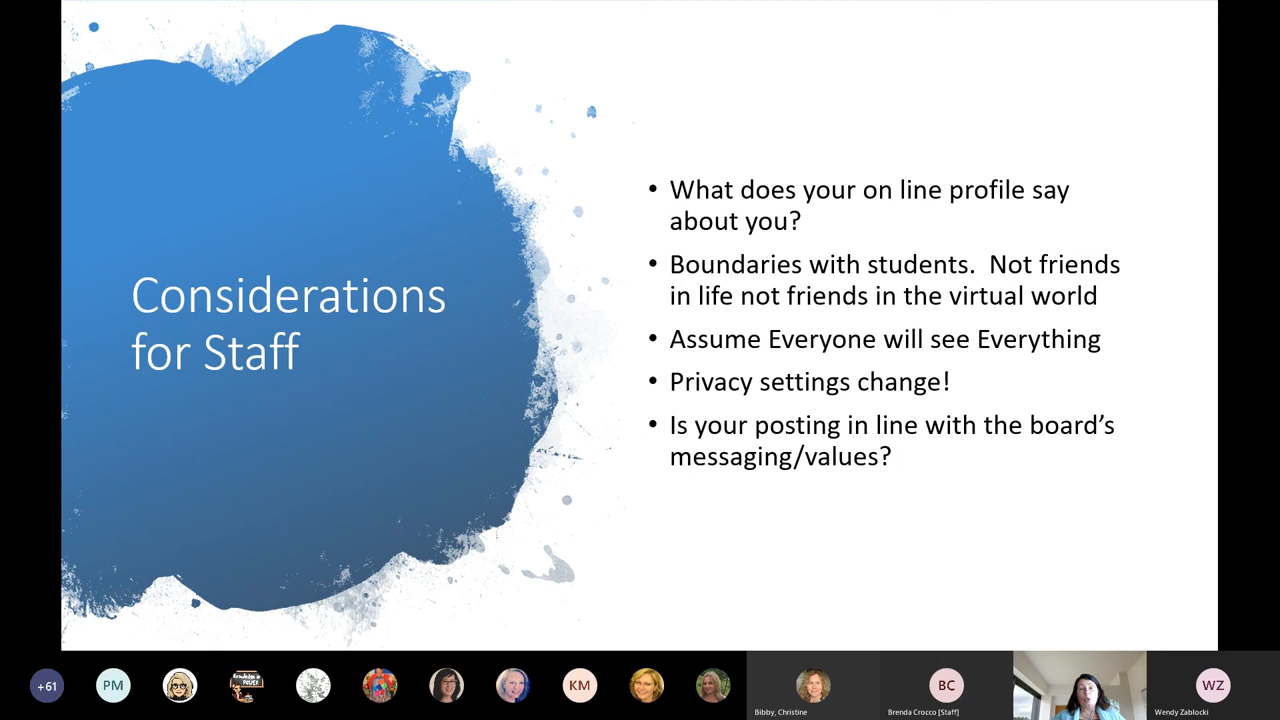 Considerations
for Staff
• What does your on line profile say
about you?
• Boundaries with students.  Not friends
in life not friends in the virtual world
• Assume Everyone will see Everything
• Privacy settings change!
• Is your posting in line with the board's
messaging/values?
+61
PM
KM
BC
WZ
Bibby, Christine
Brenda Crocco [Staff]
Wendy Zablocki